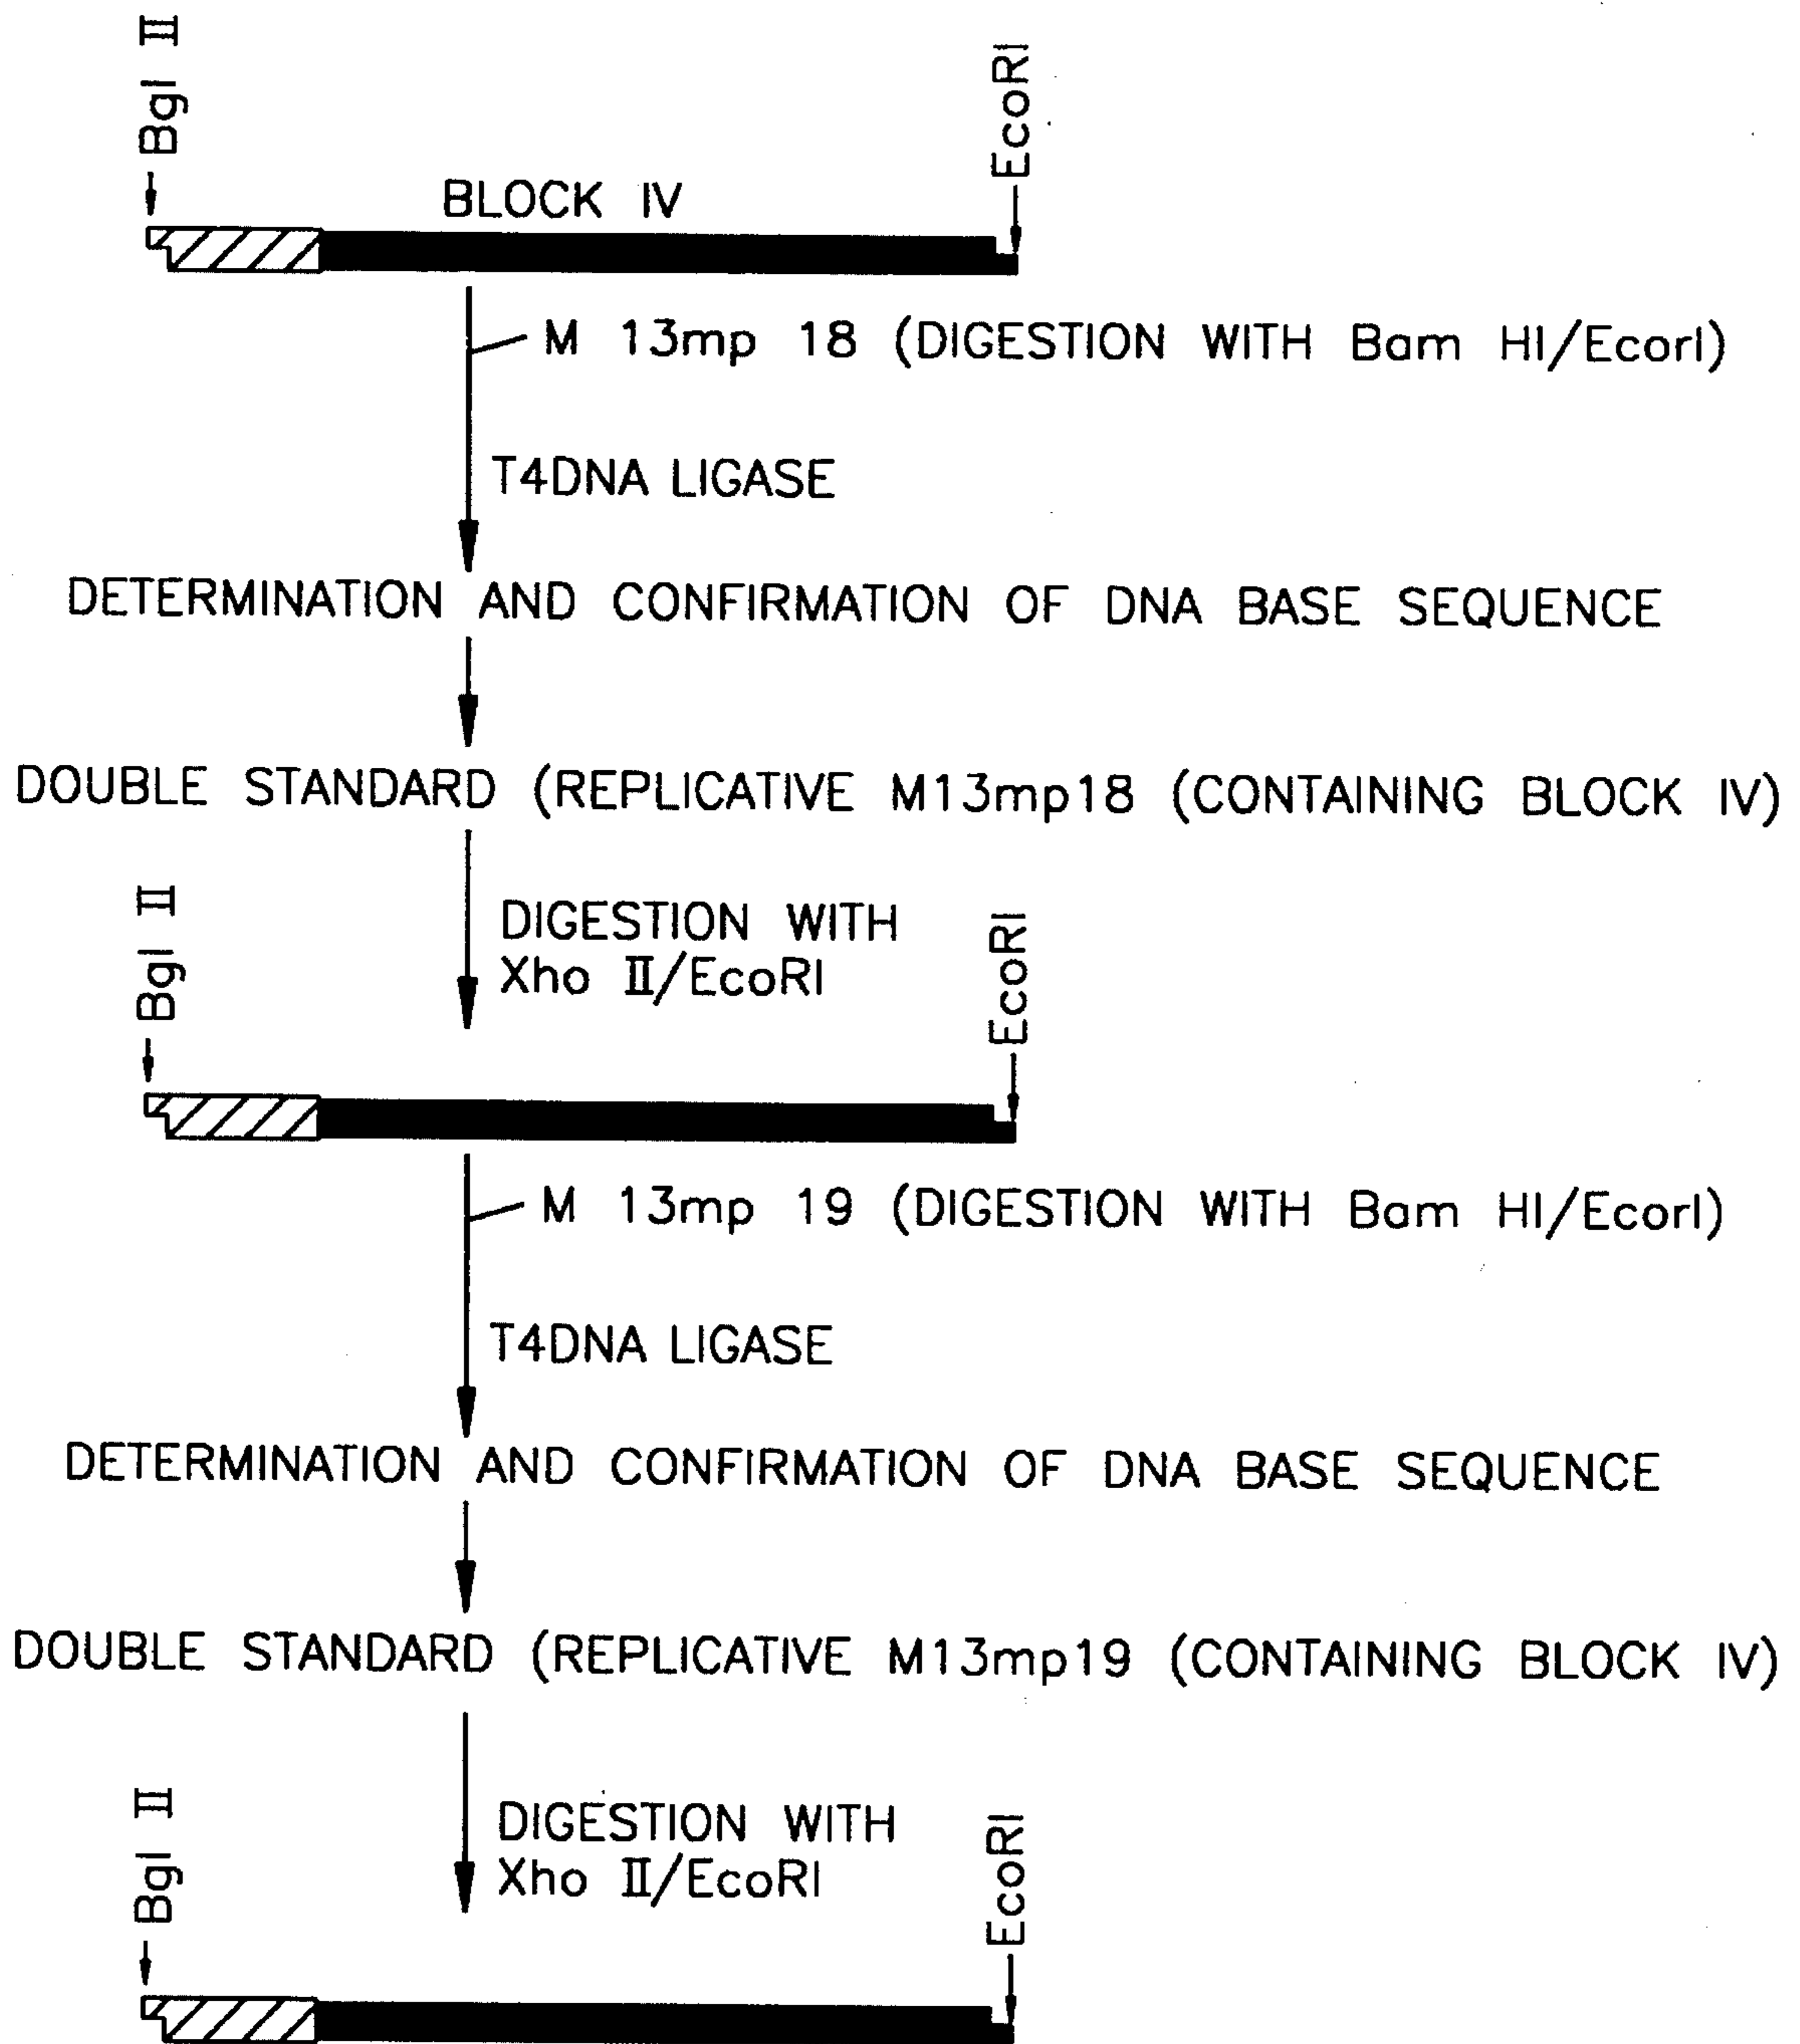 Bgl II
EcoRI
BLOCK IV
M 13mp 18 (DIGESTION WITH Bam HI/EcorI)
T4DNA LIGASE
DETERMINATION AND CONFIRMATION OF DNA BASE SEQUENCE
DOUBLE STANDARD (REPLICATIVE M13mp18 (CONTAINING BLOCK IV)
Bgl II
DIGESTION WITH
Xho II/EcoRI
EcoRI
M 13mp 19 (DIGESTION WITH Bam HI/EcorI)
T4DNA LIGASE
DETERMINATION AND CONFIRMATION OF DNA BASE SEQUENCE
DOUBLE STANDARD (REPLICATIVE M13mp19 (CONTAINING BLOCK IV)
Bgl II
DIGESTION WITH
Xho II/EcoRI
EcoRI